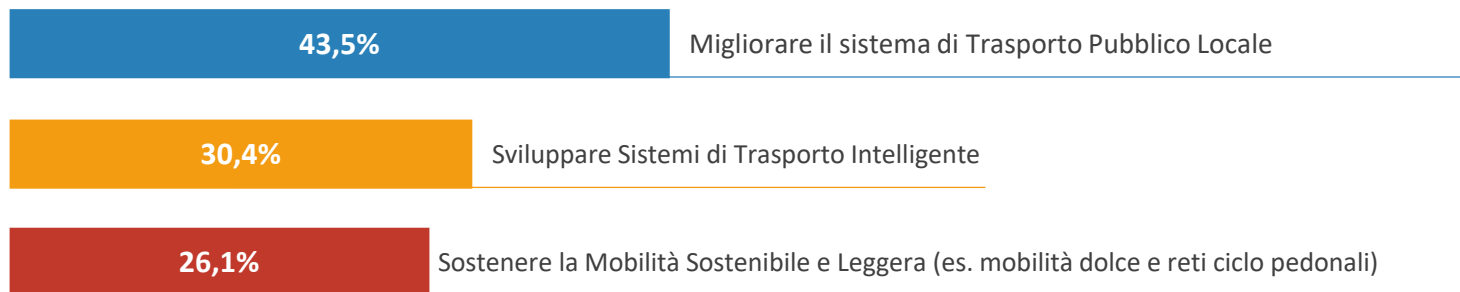 43,5% Migliorare il sistema di Trasporto Pubblico Locale
30,4% Sviluppare Sistemi di Trasporto Intelligente
26,1% Sostenere la Mobilità Sostenibile e Leggera (es. mobilità dolce e reti ciclo pedonali)